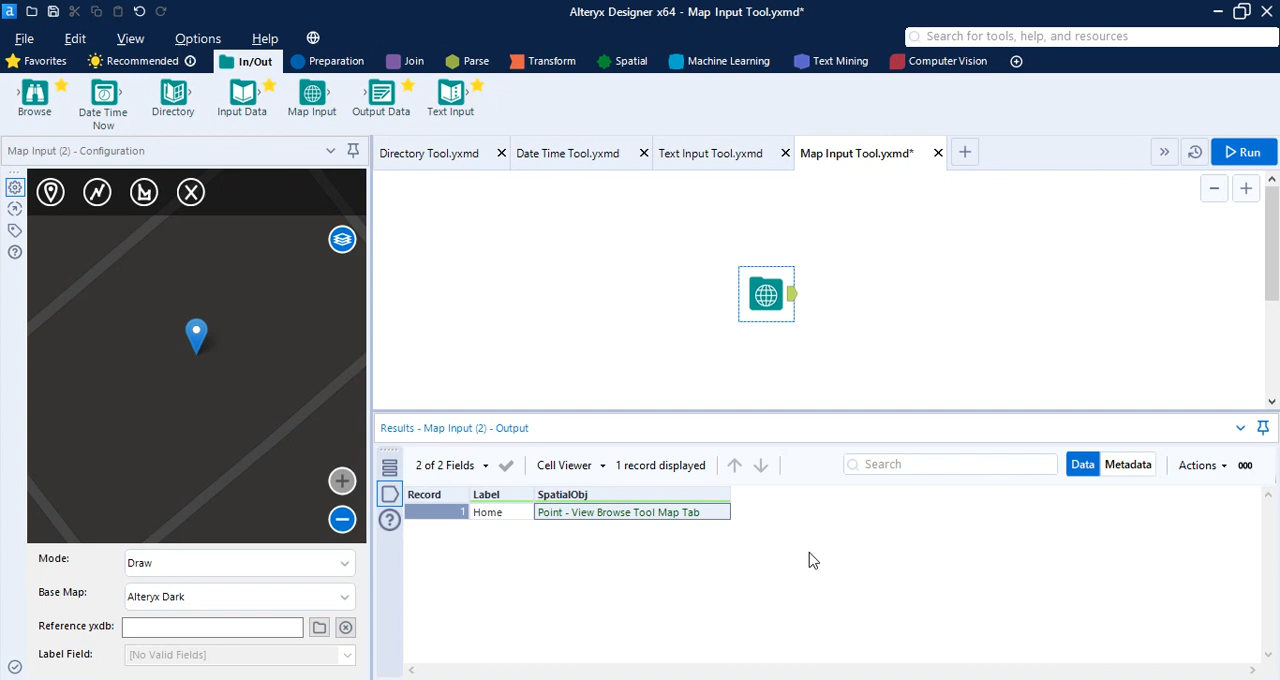 a
Alteryx Designer x64 - Map Input Tool.yxmd*
File Edit View Options Help
Search for tools, help, and resources
Favorites Recommended In/Out Preparation Join Parse Transform Spatial Machine Learning Text Mining Computer Vision
Browse Date Time Now Directory Input Data Map Input Output Data Text Input
Map Input (2) - Configuration
Directory Tool.yxmd Date Time Tool.yxmd Text Input Tool.yxmd Map Input Tool.yxmd*
Run
Results - Map Input (2) - Output
2 of 2 Fields Cell Viewer 1 record displayed Search Data Metadata Actions 000
Record Label SpatialObj
1 Home Point - View Browse Tool Map Tab
Mode: Draw
Base Map: Alteryx Dark
Reference yxdb:
Label Field: [No Valid Fields]